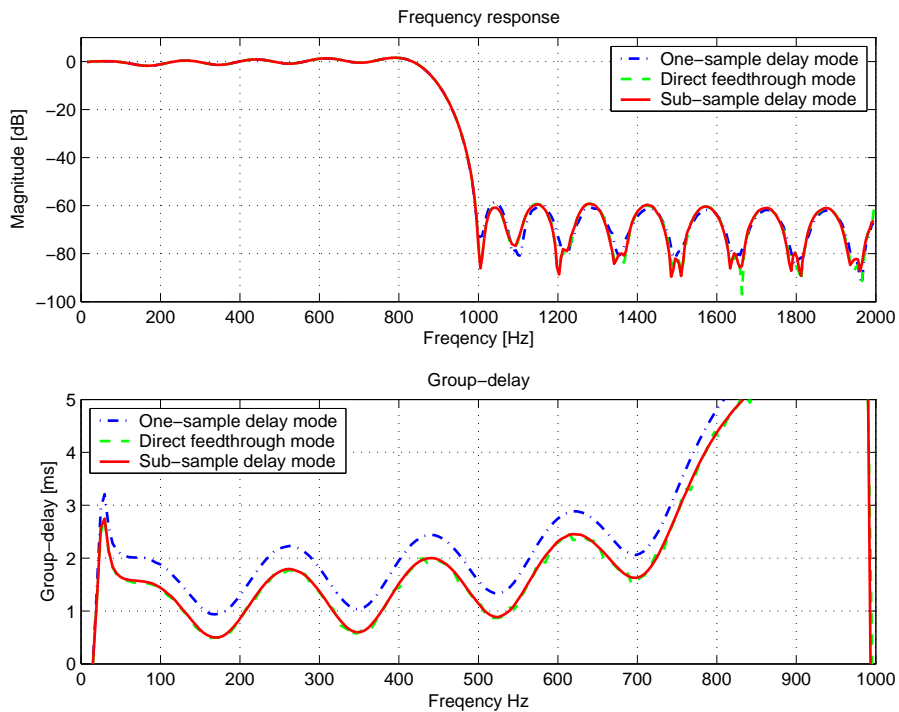 Frequency response
Magnitude [dB]
0
−20
−40
−60
−80
−100
One−sample delay mode
Direct feedthrough mode
Sub−sample delay mode
0 200 400 600 800 1000 1200 1400 1600 1800 2000
Freqency [Hz]
Group−delay
Group−delay [ms]
5
4
3
2
1
0
One−sample delay mode
Direct feedthrough mode
Sub−sample delay mode
0 100 200 300 400 500 600 700 800 900 1000
Freqency Hz